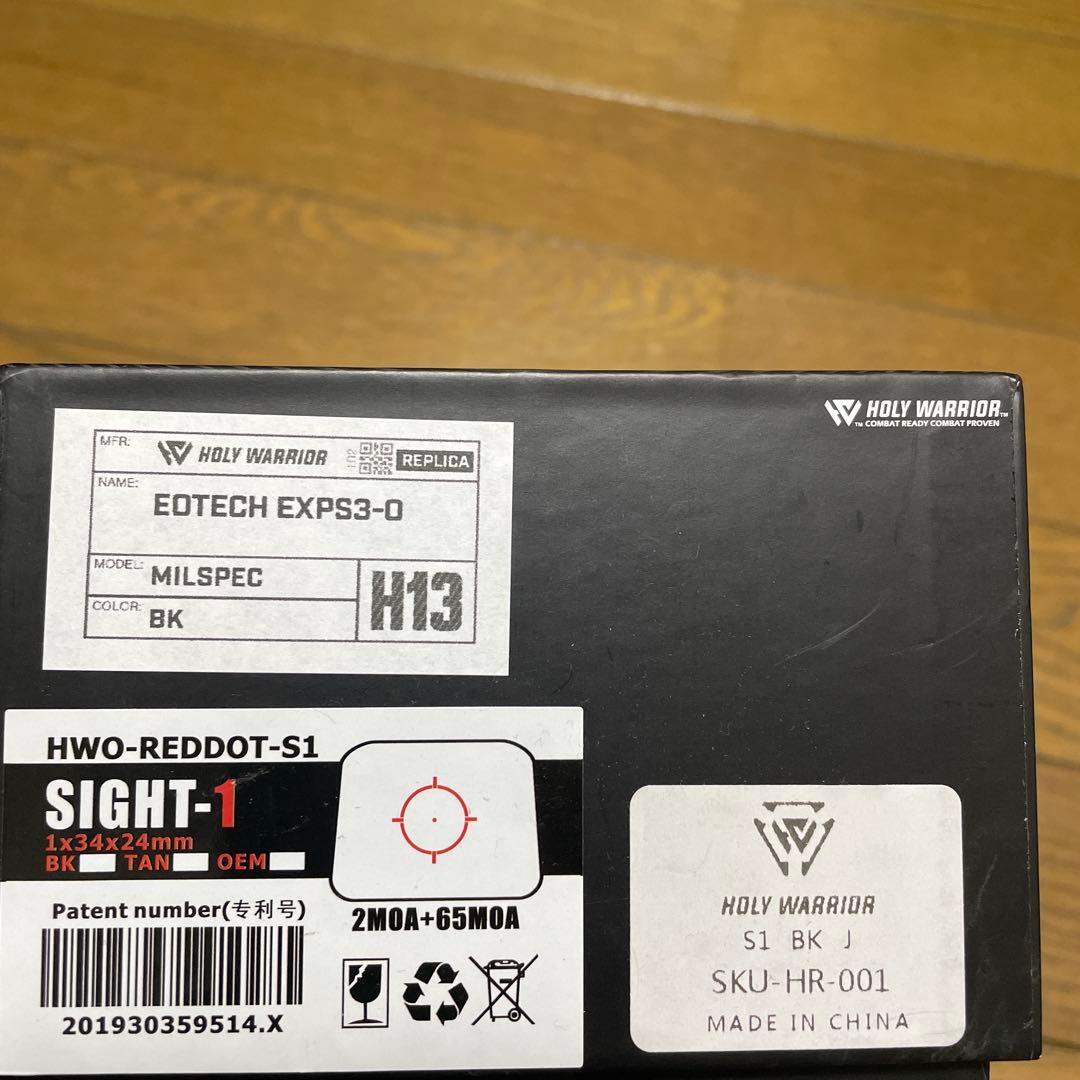 HOLY WARRIOR™
™ COMBAT READY COMBAT PROVEN
MFR: HOLY WARRIOR REPLICA
NAME:
EOTECH EXPS3-0
MODEL: MILSPEC
H13
COLOR: BK
HWO-REDDOT-S1
SIGHT-1
1x34x24mm
BK TAN OEM
2MOA+65MOA
Patent number(专利号)
201930359514.X
HOLY WARRIOR
S1 BK J
SKU-HR-001
MADE IN CHINA